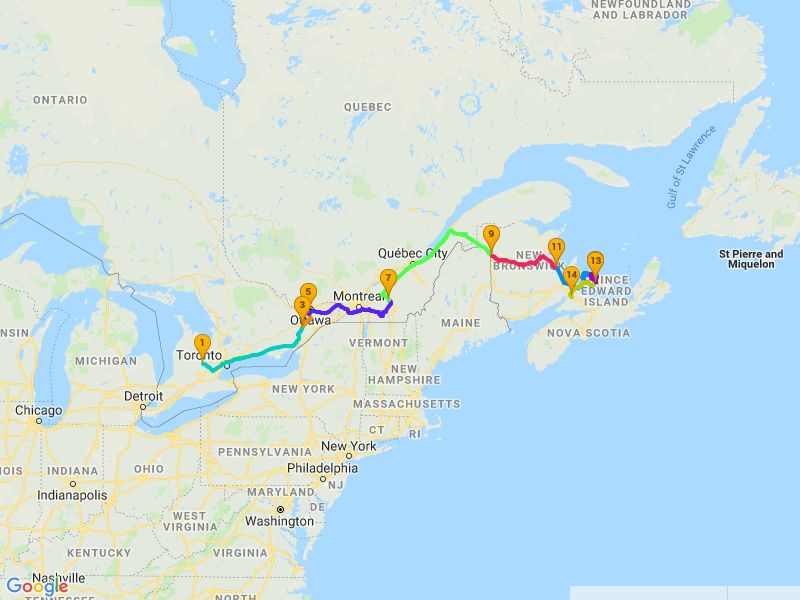 NEWFOUNDLAND
AND LABRADOR
ONTARIO
QUEBEC
Gulf of St Lawrence
9
Québec City
11
NEW
BRUNSWICK
13
14
St Pierre and
Miquelon
7
5
3
Montreal
Ottawa
INCE
EDWARD
ISLAND
1
MAINE
NOVA SCOTIA
NSIN
Toronto
VERMONT
MICHIGAN
NEW
HAMPSHIRE
NEW YORK
Detroit
MASSACHUSETTS
Chicago
CT
RI
New York
PENNSYLVANIA
OIS
INDIANA
OHIO
Philadelphia
NJ
Indianapolis
MARYLAND
DE
WEST
VIRGINIA
Washington
KENTUCKY
VIRGINIA
Nashville
Google
TENNESSEE
NORTH